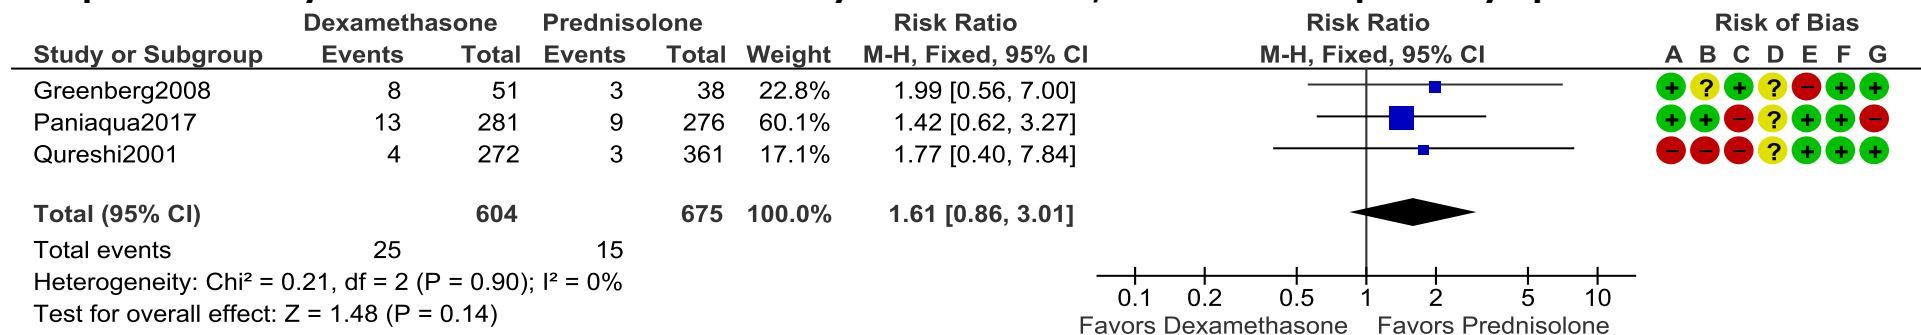 Dexamethasone Prednisolone Risk Ratio Risk Ratio Risk of Bias
Study or Subgroup Events Total Events Total Weight M-H, Fixed, 95% CI M-H, Fixed, 95% CI A B C D E F G
Greenberg2008 8 51 3 38 22.8% 1.99 [0.56, 7.00] + ? + ? − + +
Paniaqua2017 13 281 9 276 60.1% 1.42 [0.62, 3.27] + + − ? + + −
Qureshi2001 4 272 3 361 17.1% 1.77 [0.40, 7.84] − − − ? + + +
Total (95% CI) 604 675 100.0% 1.61 [0.86, 3.01]
Total events 25 15
Heterogeneity: Chi² = 0.21, df = 2 (P = 0.90); I² = 0%
Test for overall effect: Z = 1.48 (P = 0.14)
0.1 0.2 0.5 1 2 5 10
Favors Dexamethasone Favors Prednisolone